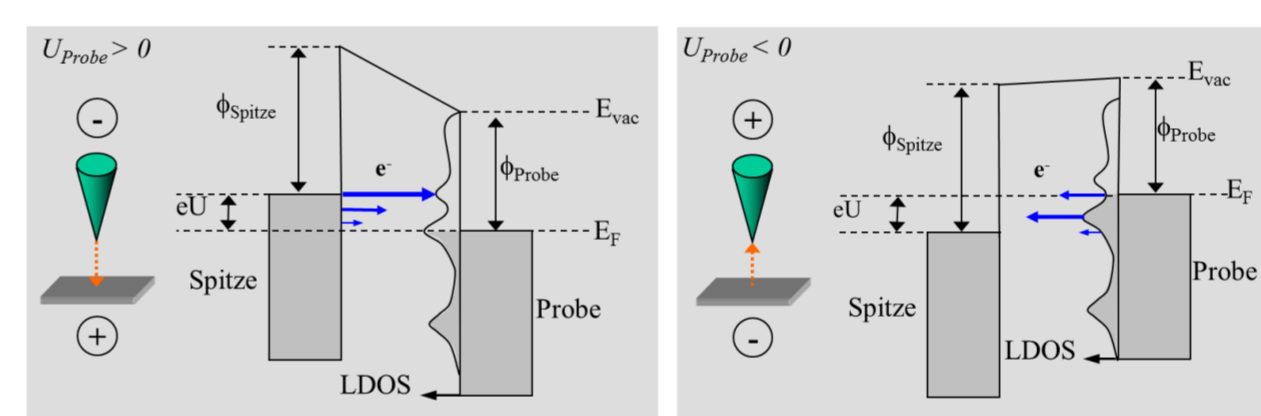 U_Probe > 0
-
ϕ_Spitze
E_vac
e⁻
ϕ_Probe
eU
E_F
Spitze
Probe
+
LDOS
U_Probe < 0
+
E_vac
ϕ_Spitze
ϕ_Probe
e⁻
E_F
eU
Probe
Spitze
-
LDOS